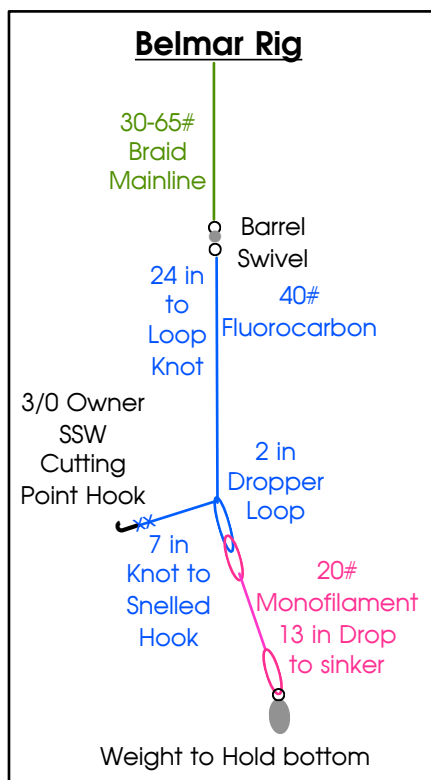 Belmar Rig
30-65#
Braid
Mainline
Barrel
Swivel
24 in
to
Loop
Knot
40#
Fluorocarbon
3/0 Owner
SSW
Cutting
Point Hook
2 in
Dropper
Loop
7 in
Knot to
Snelled
Hook
20#
Monofilament
13 in Drop
to sinker
Weight to Hold bottom